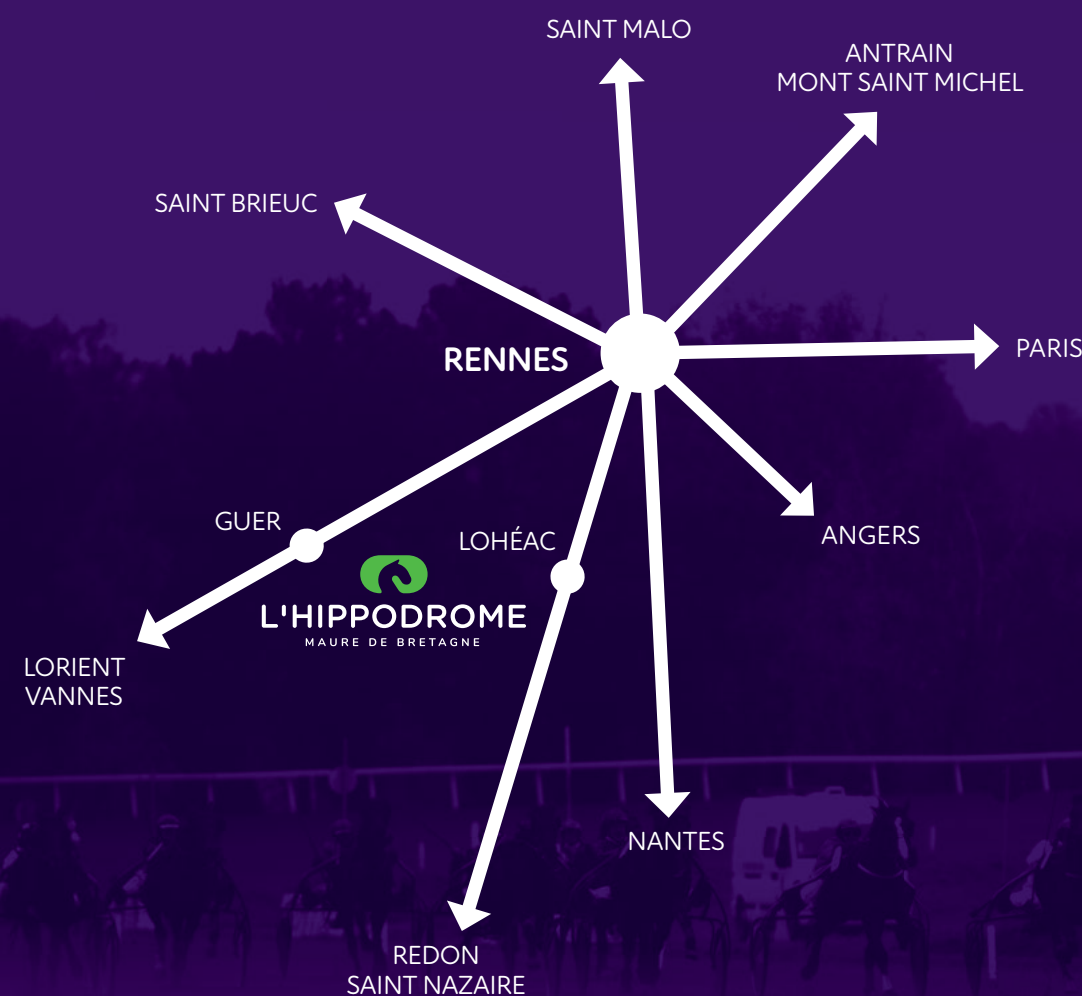 SAINT MALO
ANTRAIN
MONT SAINT MICHEL
SAINT BRIEUC
RENNES
PARIS
GUER
LOHÉAC
ANGERS
L'HIPPODROME
MAURE DE BRETAGNE
LORIENT
VANNES
NANTES
REDON
SAINT NAZAIRE